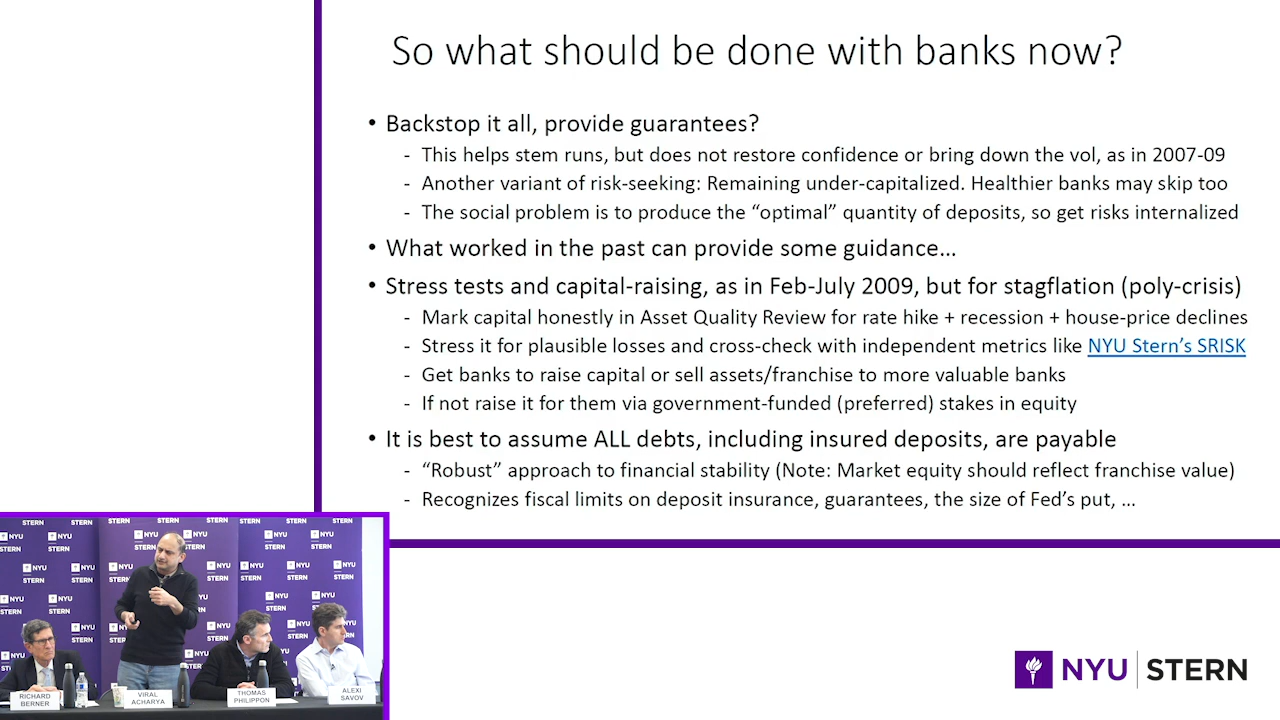 So what should be done with banks now?
• Backstop it all, provide guarantees?
- This helps stem runs, but does not restore confidence or bring down the vol, as in 2007-09
- Another variant of risk-seeking: Remaining under-capitalized. Healthier banks may skip too
- The social problem is to produce the “optimal” quantity of deposits, so get risks internalized
• What worked in the past can provide some guidance…
• Stress tests and capital-raising, as in Feb-July 2009, but for stagflation (poly-crisis)
- Mark capital honestly in Asset Quality Review for rate hike + recession + house-price declines
- Stress it for plausible losses and cross-check with independent metrics like NYU Stern’s SRISK
- Get banks to raise capital or sell assets/franchise to more valuable banks
- If not raise it for them via government-funded (preferred) stakes in equity
• It is best to assume ALL debts, including insured deposits, are payable
- “Robust” approach to financial stability (Note: Market equity should reflect franchise value)
- Recognizes fiscal limits on deposit insurance, guarantees, the size of Fed’s put, …
NYU STERN
RICHARD BERNER
VIRAL ACHARYA
THOMAS PHILIPPON
ALEXI SAVOV
NYU | STERN